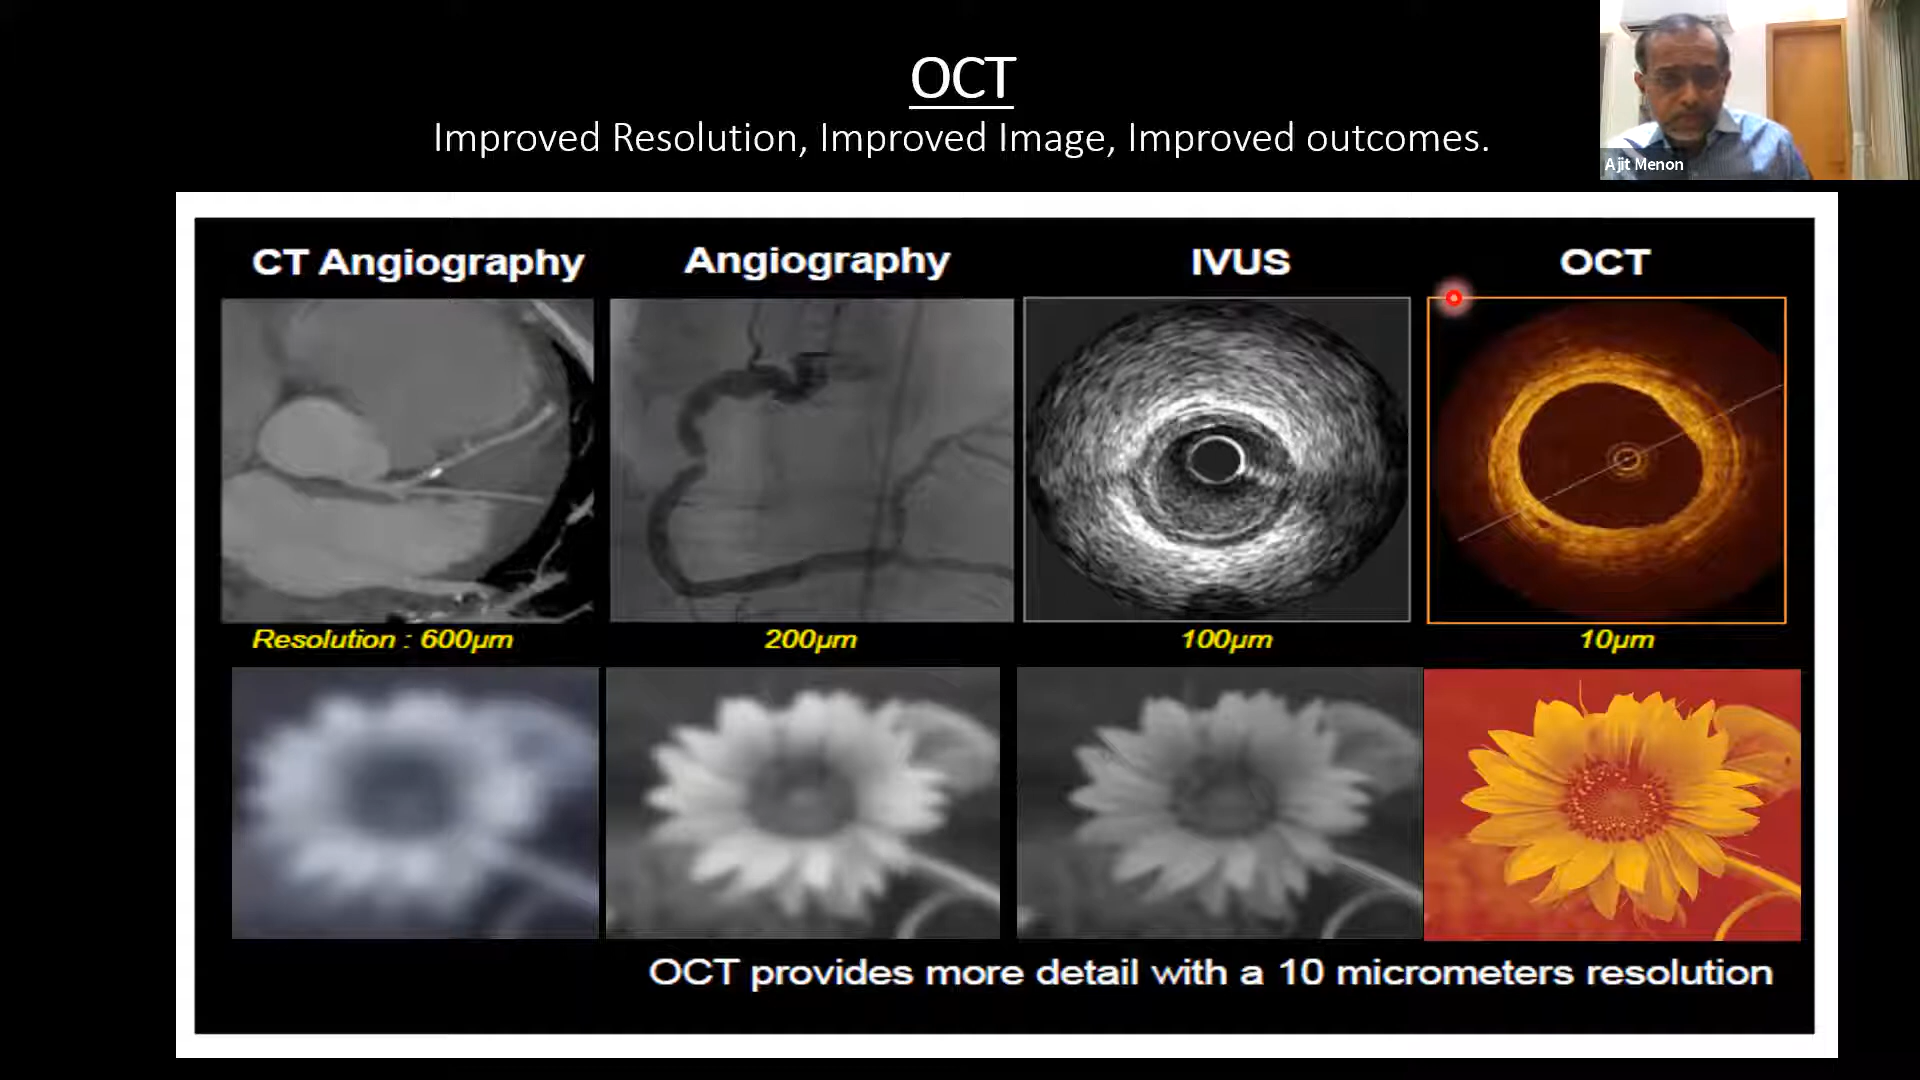 OCT
Improved Resolution, Improved Image, Improved outcomes.
Ajit Menon
CT Angiography
Angiography
IVUS
OCT
Resolution : 600µm
200µm
100µm
10µm
OCT provides more detail with a 10 micrometers resolution